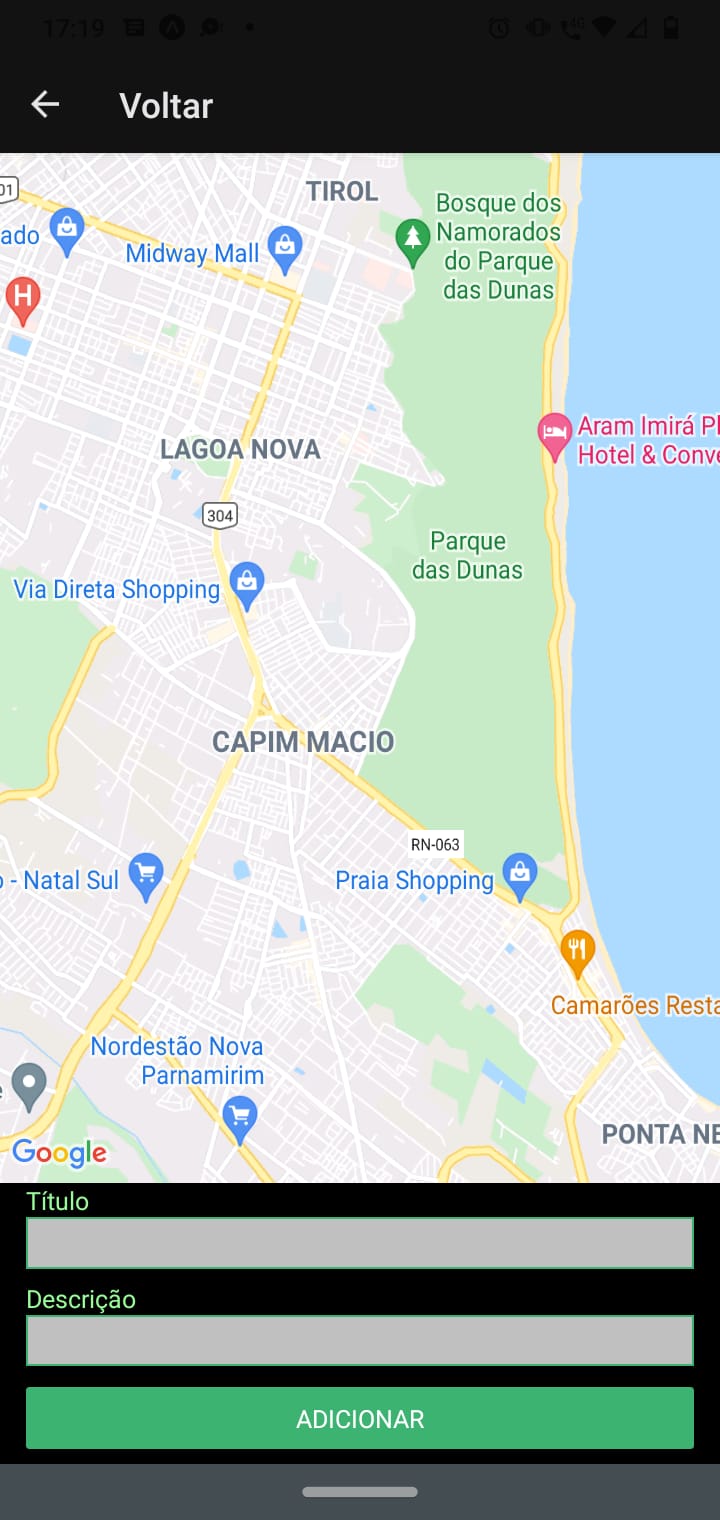 17:19
4G
Voltar
01
TIROL
Bosque dos
Namorados
do Parque
das Dunas
ado
Midway Mall
H
Aram Imirá Pl
Hotel & Conve
LAGOA NOVA
304
Parque
das Dunas
Via Direta Shopping
CAPIM MACIO
RN-063
o - Natal Sul
Praia Shopping
Camarões Resta
Nordestão Nova
Parnamirim
e
PONTA NE
Google
Título
Descrição
ADICIONAR